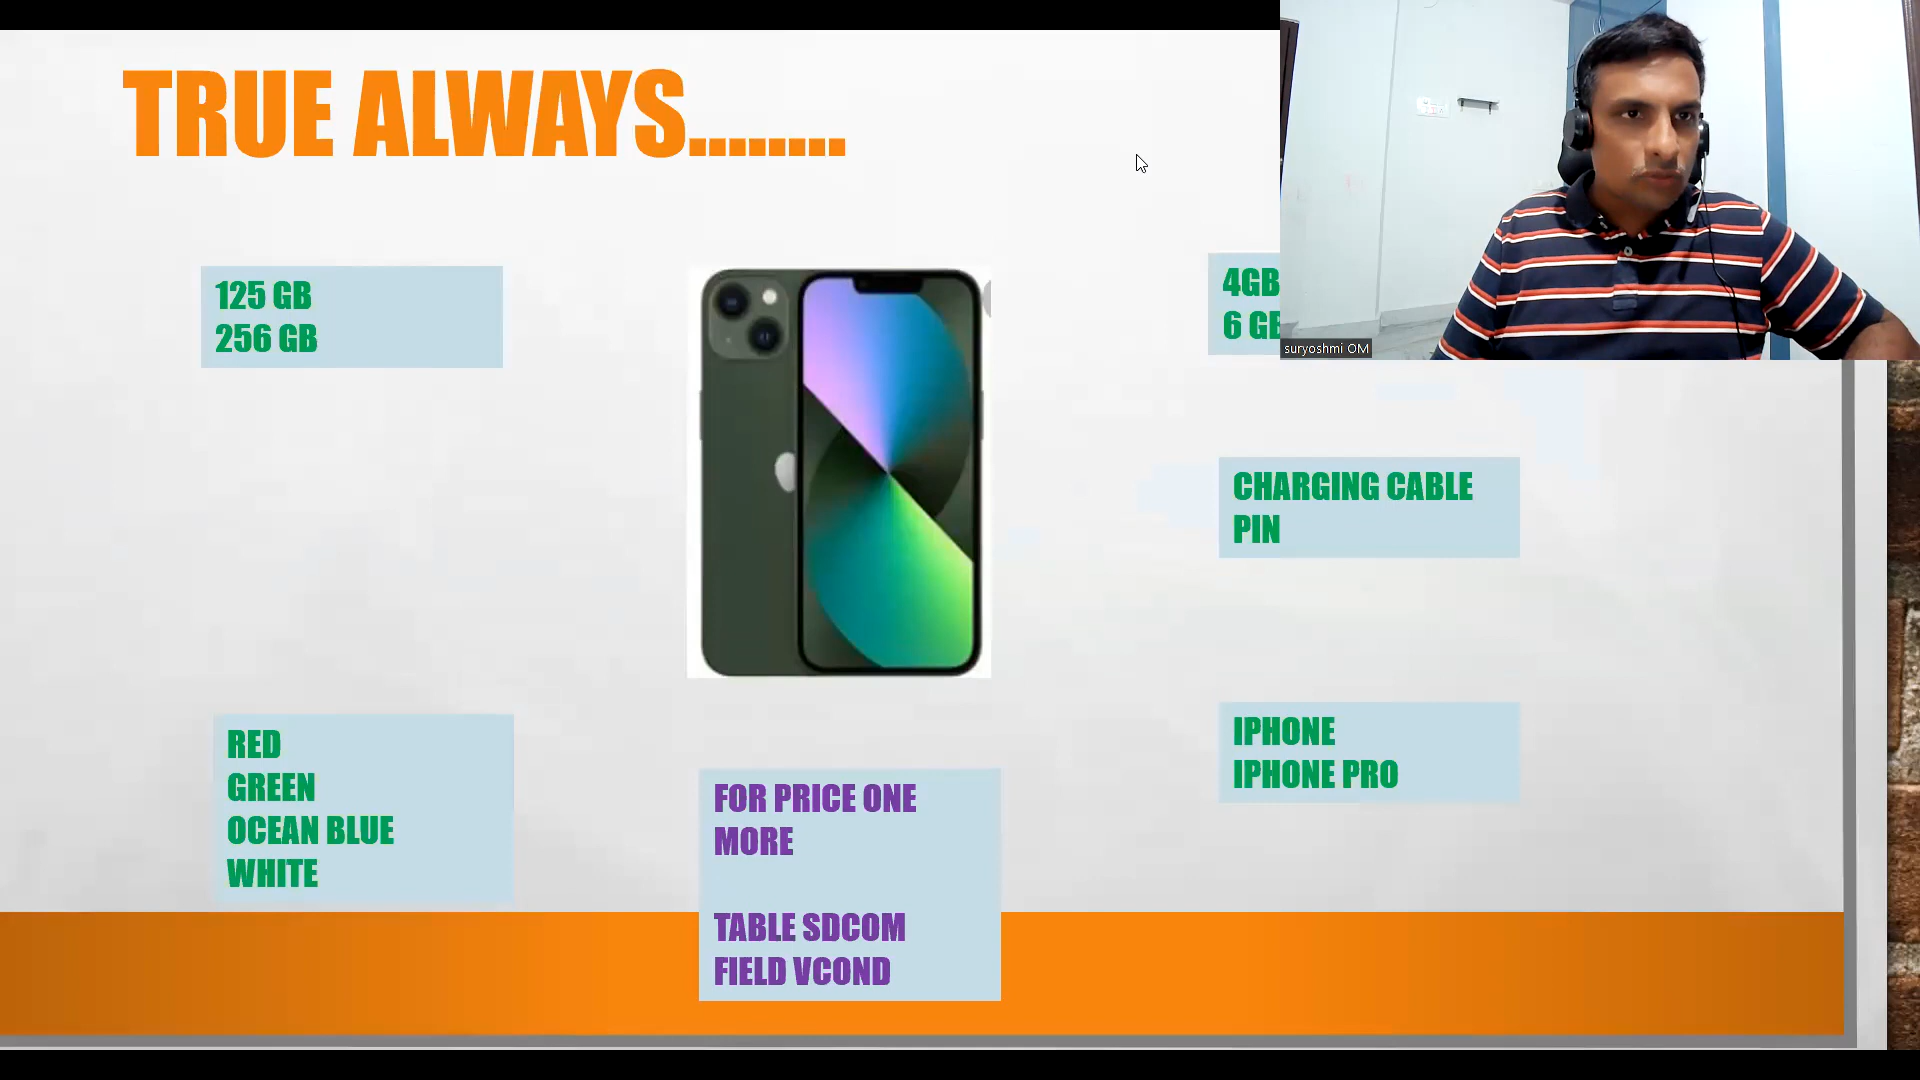 TRUE ALWAYS........
125 GB
256 GB
4GB
6 GB
suryoshmi OM
CHARGING CABLE
PIN
RED
GREEN
OCEAN BLUE
WHITE
FOR PRICE ONE
MORE
TABLE SDCOM
FIELD VCOND
IPHONE
IPHONE PRO